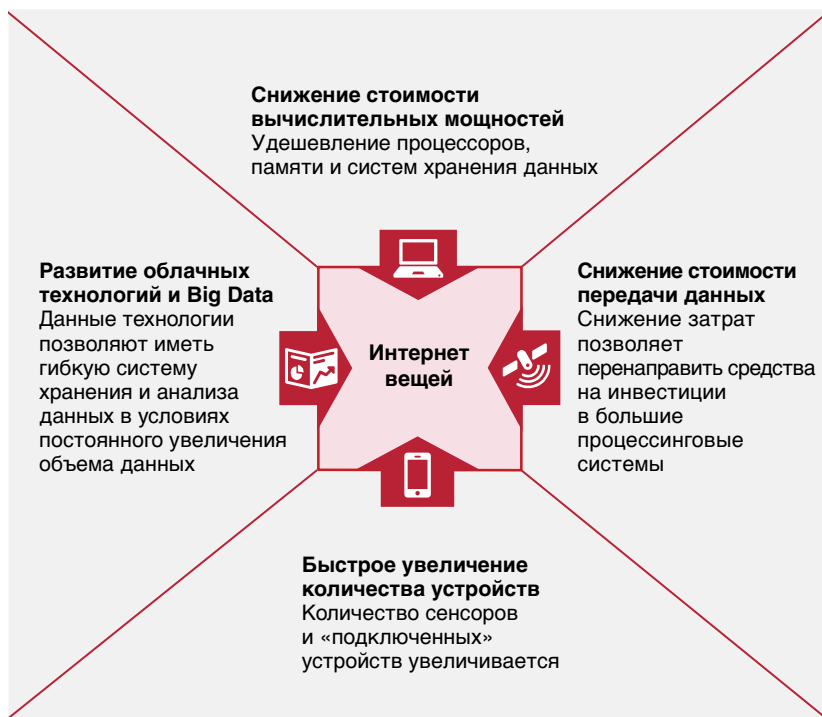 Снижение стоимости
вычислительных мощностей
Удешевление процессоров,
памяти и систем хранения данных
Развитие облачных
технологий и Big Data
Данные технологии
позволяют иметь
гибкую систему
хранения и анализа
данных в условиях
постоянного увеличения
объема данных
Интернет
вещей
Снижение стоимости
передачи данных
Снижение затрат
позволяет
перенаправить средства
на инвестиции
в большие
процессинговые
системы
Быстрое увеличение
количества устройств
Количество сенсоров
и «подключенных»
устройств увеличивается